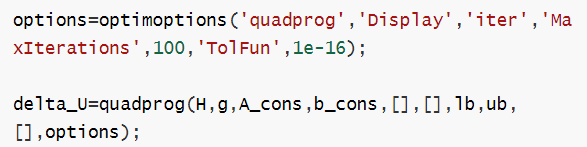 options=optimoptions('quadprog','Display','iter','Ma
xIterations',100,'TolFun',1e-16);
delta_U=quadprog(H,g,A_cons,b_cons,[],[],lb,ub,
[],options);